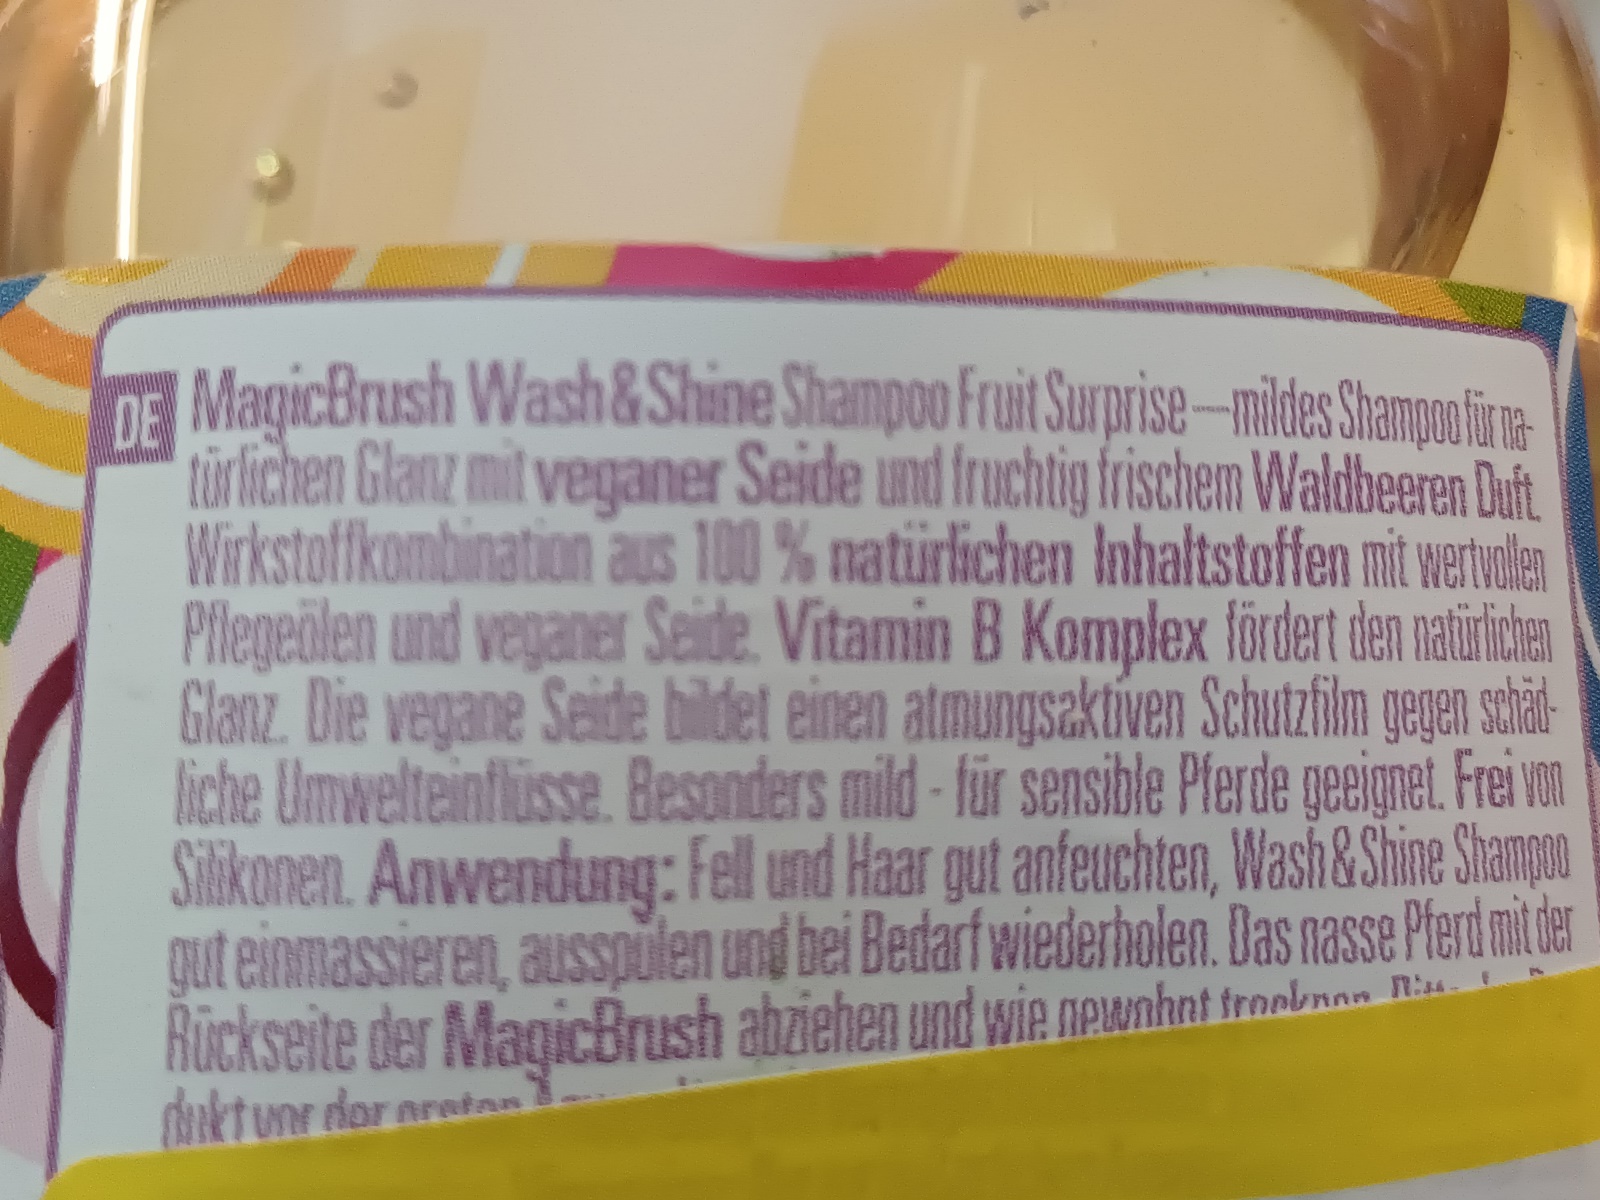 DE
MagicBrush Wash&Shine Shampoo Fruit Surprise — mildes Shampoo für na-
türlichen Glanz mit veganer Seide und fruchtig frischem Waldbeeren Duft.
Wirkstoffkombination aus 100 % natürlichen Inhaltstoffen mit wertvollen
Pflegeölen und veganer Seide. Vitamin B Komplex fördert den natürlichen
Glanz. Die vegane Seide bildet einen atmungsaktiven Schutzfilm gegen schäd-
liche Umwelteinflüsse. Besonders mild - für sensible Pferde geeignet. Frei von
Silikonen. Anwendung: Fell und Haar gut anfeuchten, Wash&Shine Shampoo
gut einmassieren, ausspülen und bei Bedarf wiederholen. Das nasse Pferd mit der
Rückseite der MagicBrush abziehen und wie gewohnt trocknen.
dukt vor der ersten